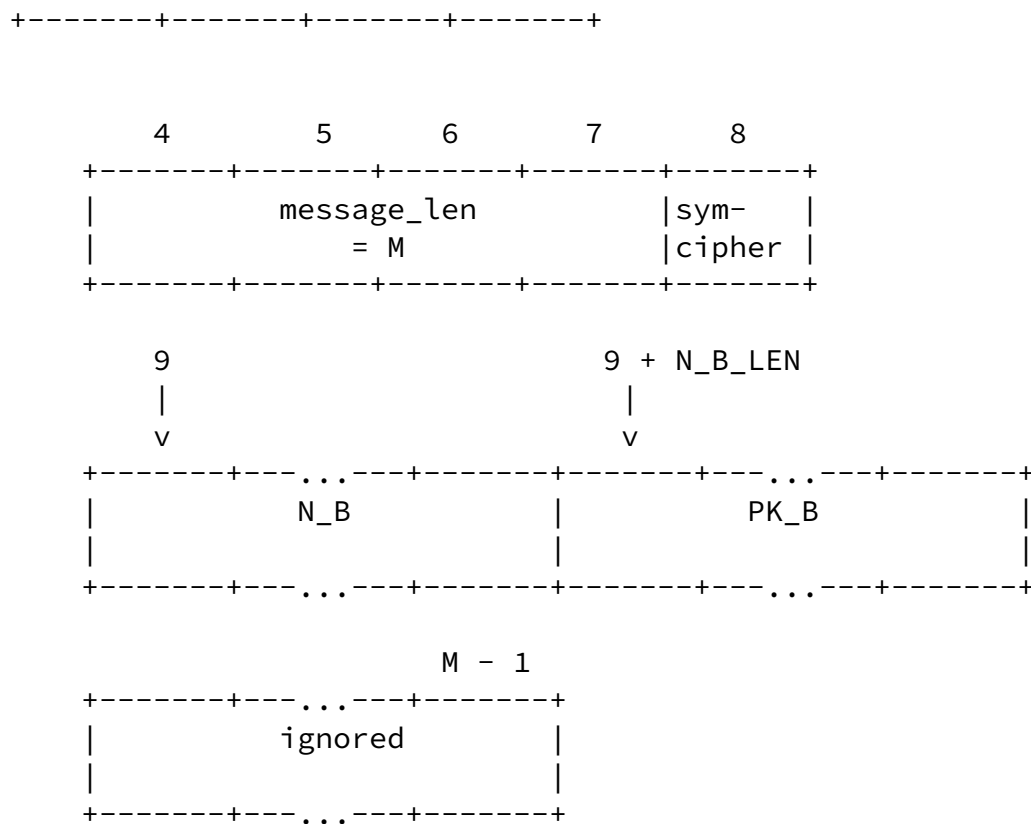 +-------+-------+-------+-------+
4 5 6 7 8
+-------+-------+-------+-------+-------+
| message_len |sym- |
| = M |cipher |
+-------+-------+-------+-------+-------+
9 9 + N_B_LEN
| |
v v
+-------+---...---+-------+-------+---...---+-------+
| N_B | PK_B |
| | |
+-------+---...---+-------+-------+---...---+-------+
M - 1
+-------+---...---+-------+
| ignored |
| |
+-------+---...---+-------+